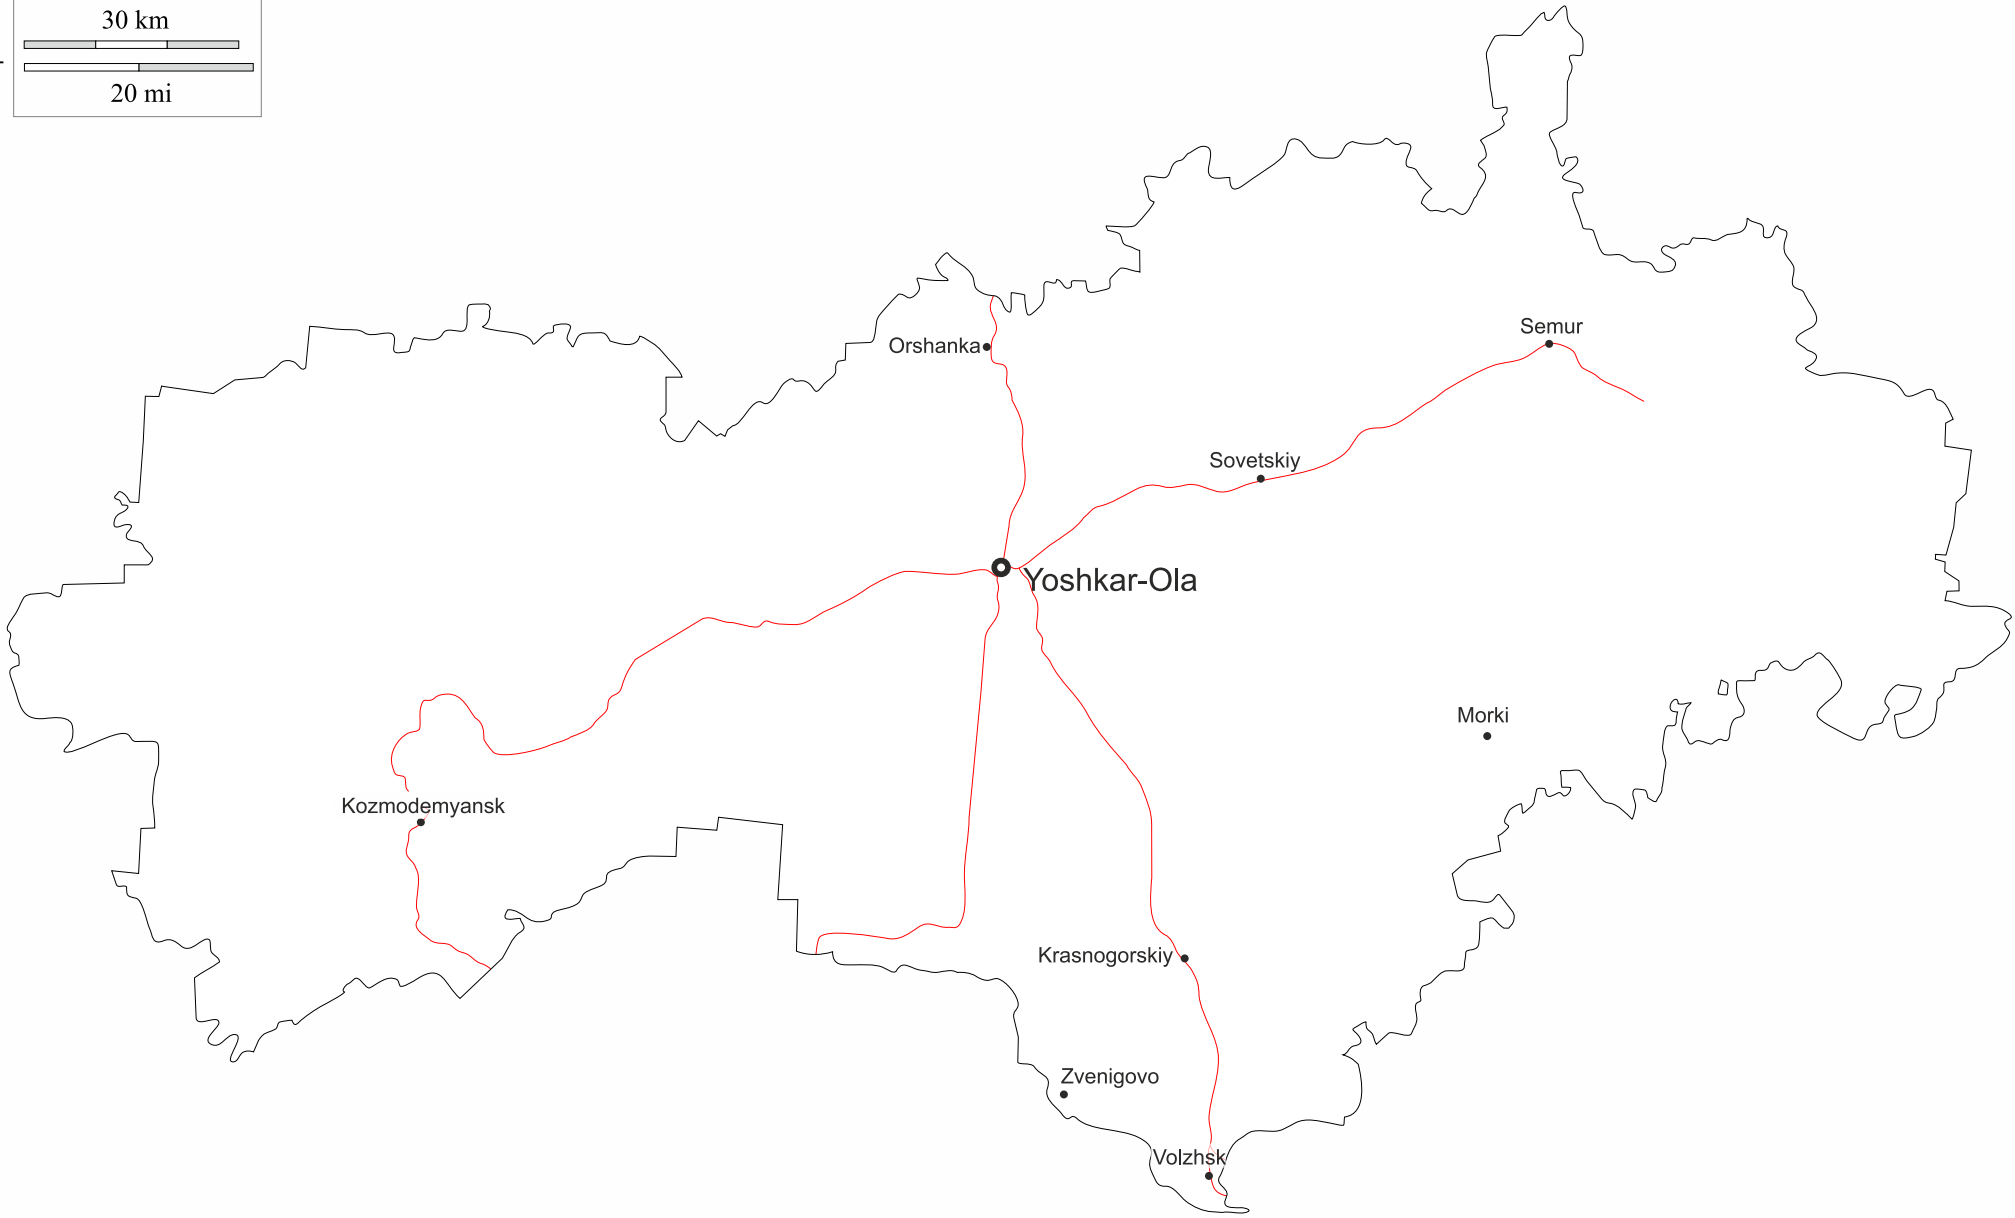 30 km
20 mi
Semur
Orshanka
Sovetskiy
Yoshkar-Ola
Morki
Kozmodemyansk
Krasnogorskiy
Zvenigovo
Volzhsk